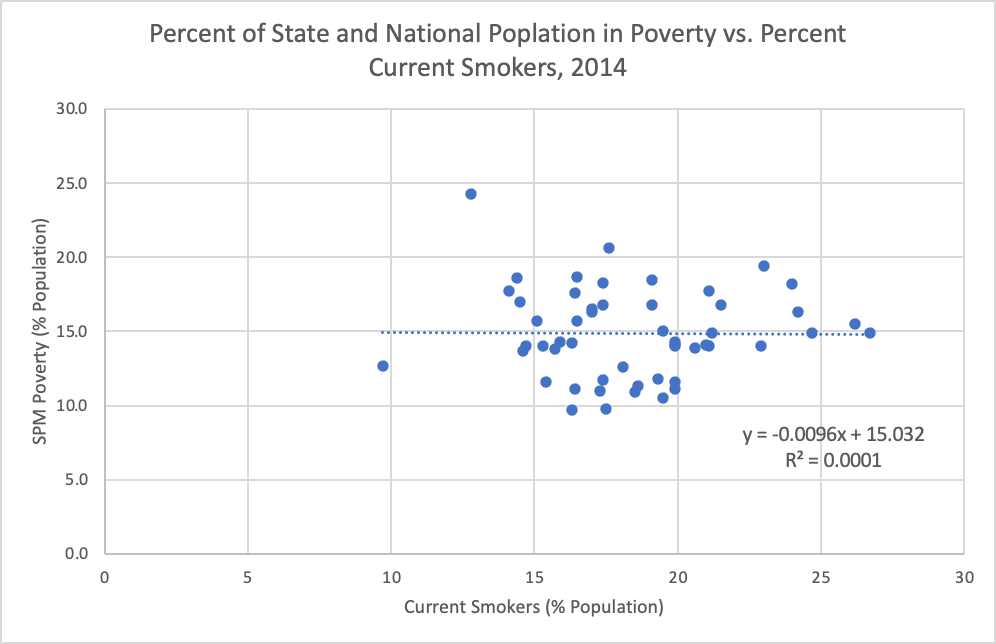 Percent of State and National Poplation in Poverty vs. Percent
Current Smokers, 2014
30.0
25.0
20.0
15.0
10.0
5.0
0.0
SPM Poverty (% Population)
y = -0.0096x + 15.032
R² = 0.0001
0 5 10 15 20 25 30
Current Smokers (% Population)